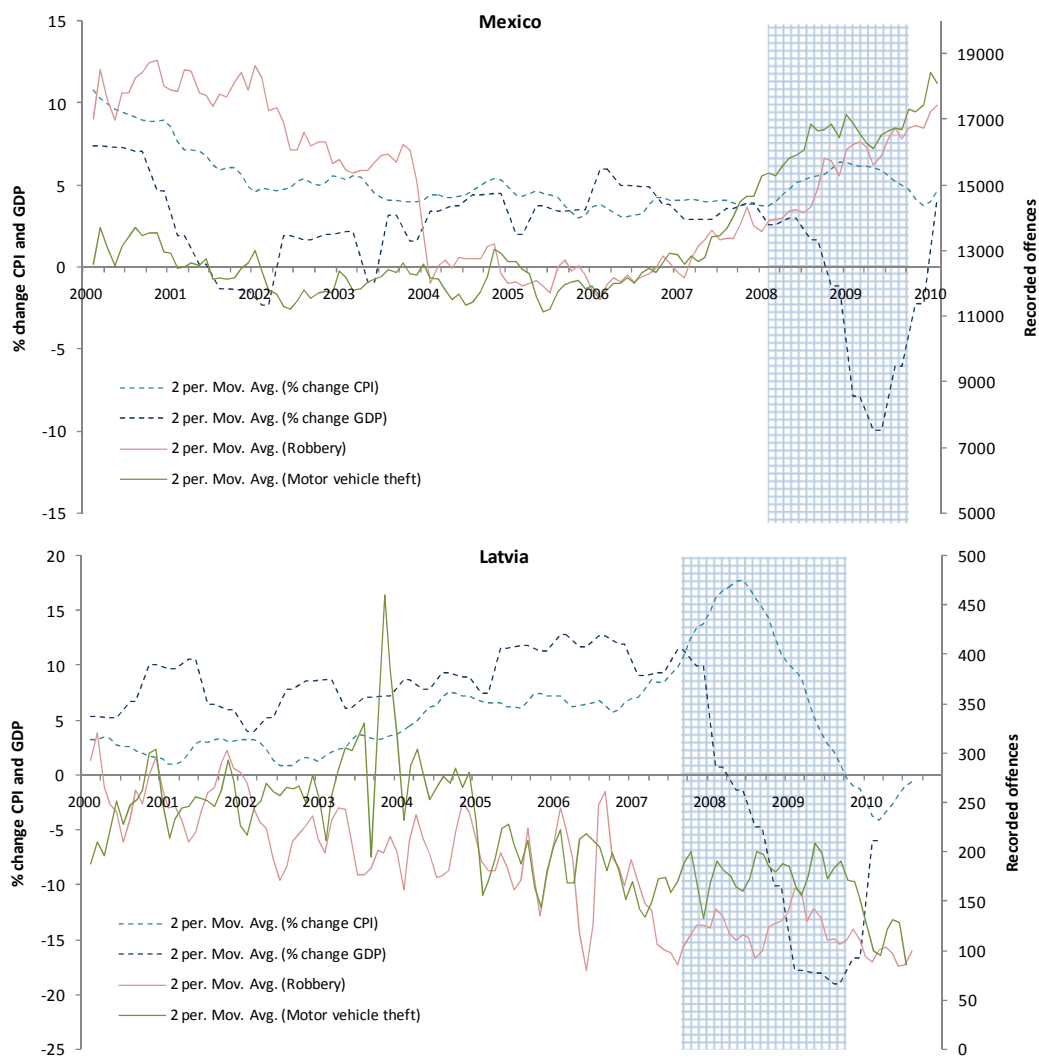 Mexico
15
10
5
0
-5
-10
-15
% change CPI and GDP
19000
17000
15000
13000
11000
9000
7000
5000
Recorded offences
2000 2001 2002 2003 2004 2005 2006 2007 2008 2009 2010
2 per. Mov. Avg. (% change CPI)
2 per. Mov. Avg. (% change GDP)
2 per. Mov. Avg. (Robbery)
2 per. Mov. Avg. (Motor vehicle theft)
Latvia
20
15
10
5
0
-5
-10
-15
-20
-25
% change CPI and GDP
500
450
400
350
300
250
200
150
100
50
0
Recorded offences
2000 2001 2002 2003 2004 2005 2006 2007 2008 2009 2010
2 per. Mov. Avg. (% change CPI)
2 per. Mov. Avg. (% change GDP)
2 per. Mov. Avg. (Robbery)
2 per. Mov. Avg. (Motor vehicle theft)